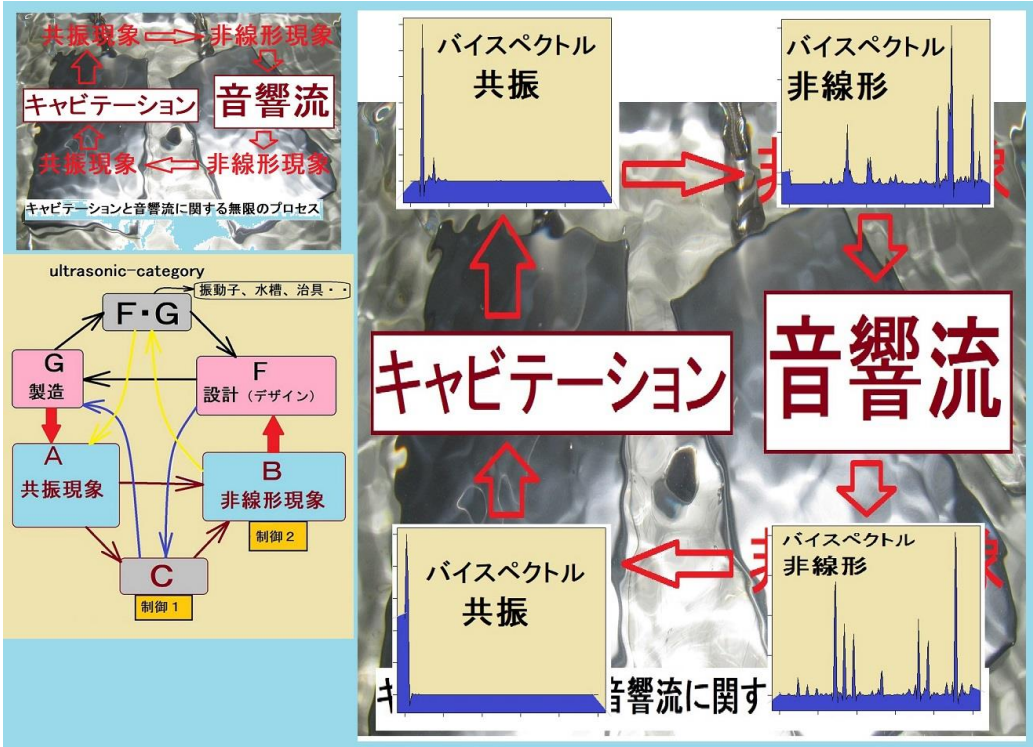 共振現象
非線形現象
キャビテーション
音響流
共振現象
非線形現象
キャビテーションと音響流に関する無限のプロセス
ultrasonic-category
振動子、水槽、治具・・
F・G
G
製造
F
設計(デザイン)
A
共振現象
B
非線形現象
制御2
C
制御1
バイスペクトル
共振
バイスペクトル
非線形
非
象
キャビテーション
音響流
バイスペクトル
共振
バイスペクトル
非線形
非
象
キ
音響流に関す